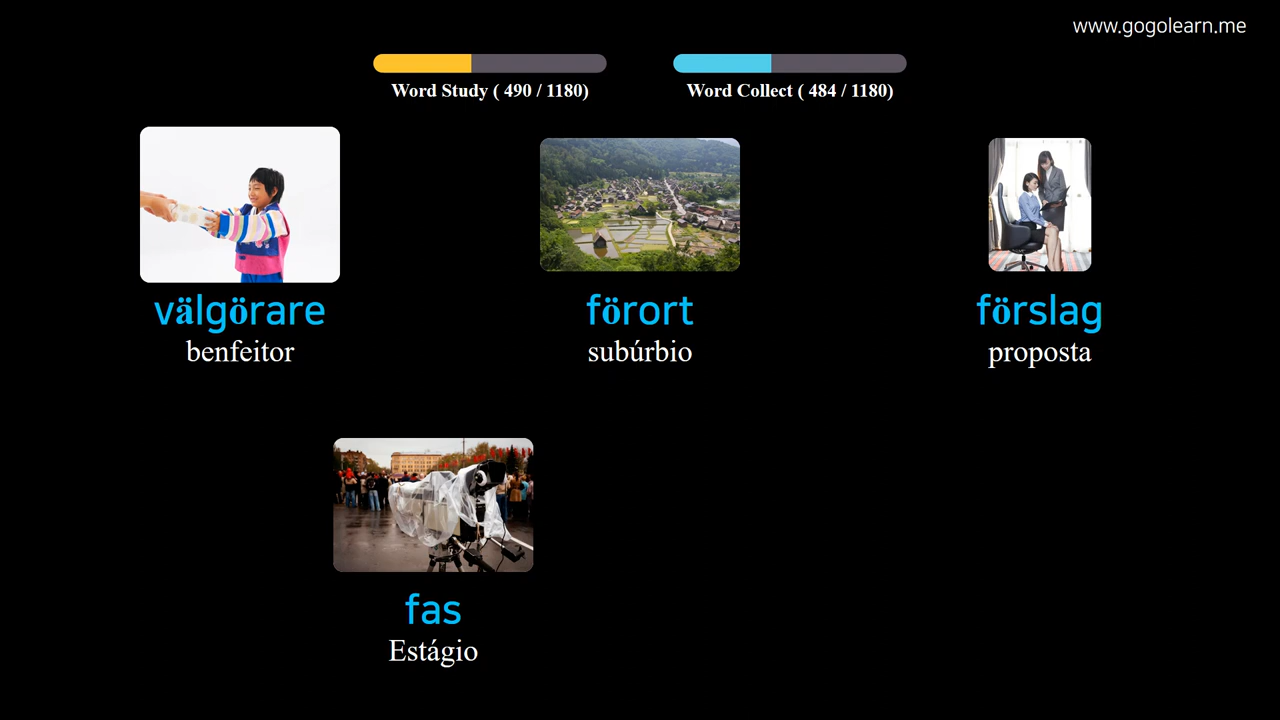 www.gogolearn.me
Word Study ( 490 / 1180)
Word Collect ( 484 / 1180)
välgörare
benfeitor
förort
subúrbio
förslag
proposta
fas
Estágio